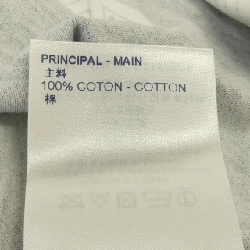 PRINCIPAL - MAIN
主料
100% COTON - COTTON
棉